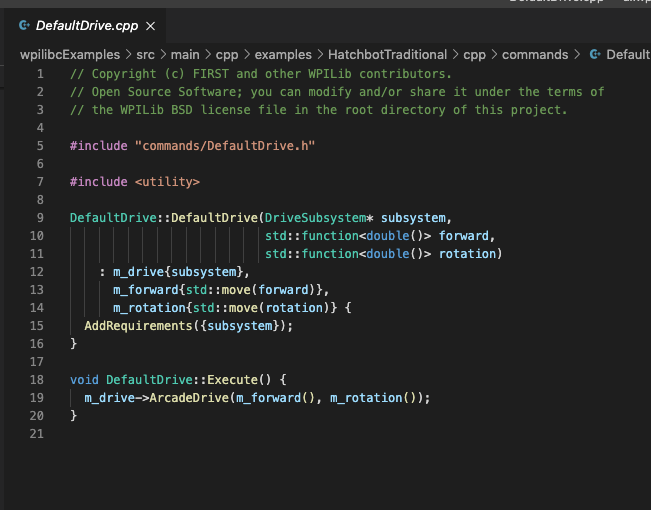 DefaultDrive.cpp
wpilibcExamples > src > main > cpp > examples > HatchbotTraditional > cpp > commands > Default
1 // Copyright (c) FIRST and other WPILib contributors.
2 // Open Source Software; you can modify and/or share it under the terms of
3 // the WPILib BSD license file in the root directory of this project.
4
5 #include "commands/DefaultDrive.h"
6
7 #include <utility>
8
9 DefaultDrive::DefaultDrive(DriveSubsystem* subsystem,
10                            std::function<double()> forward,
11                            std::function<double()> rotation)
12     : m_drive{subsystem},
13       m_forward{std::move(forward)},
14       m_rotation{std::move(rotation)} {
15   AddRequirements({subsystem});
16 }
17
18 void DefaultDrive::Execute() {
19   m_drive->ArcadeDrive(m_forward(), m_rotation());
20 }
21